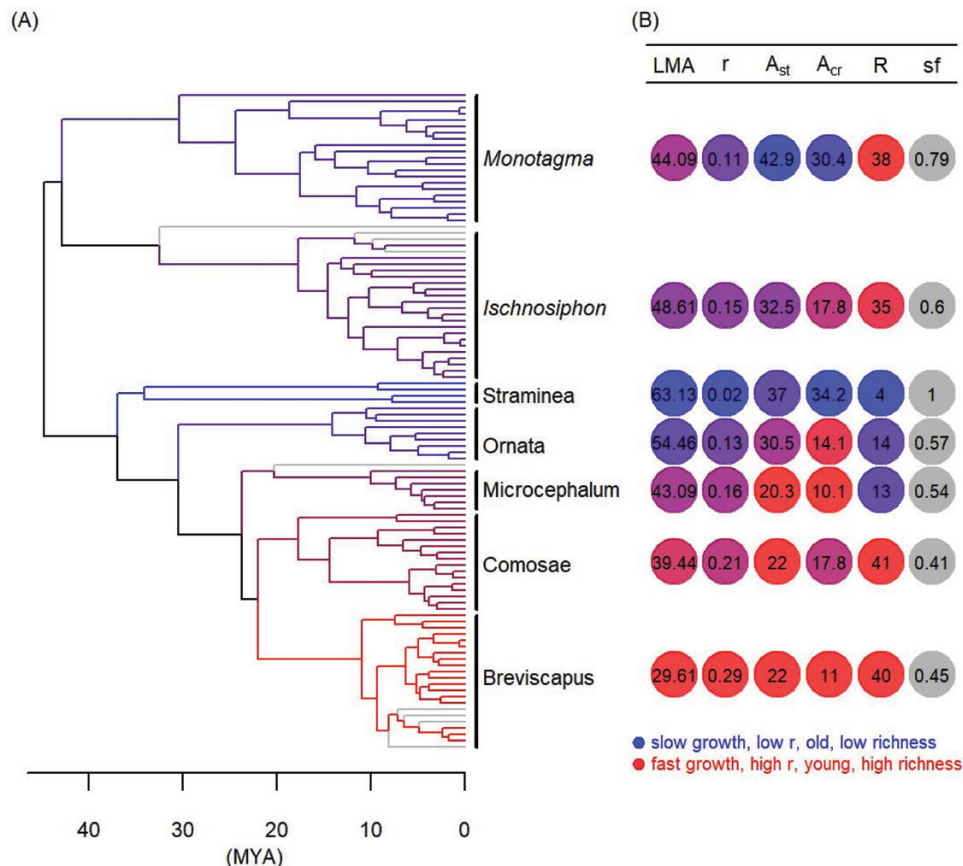 (A)
(B)
LMA r A_st A_cr R sf
Monotagma 44.09 0.11 42.9 30.4 38 0.79
Ischnosiphon 48.61 0.15 32.5 17.8 35 0.6
Straminea 63.13 0.02 37 34.2 4 1
Ornata 54.46 0.13 30.5 14.1 14 0.57
Microcephalum 43.09 0.16 20.3 10.1 13 0.54
Comosae 39.44 0.21 22 17.8 41 0.41
Breviscapus 29.61 0.29 22 11 40 0.45
slow growth, low r, old, low richness
fast growth, high r, young, high richness
40 30 20 10 0
(MYA)